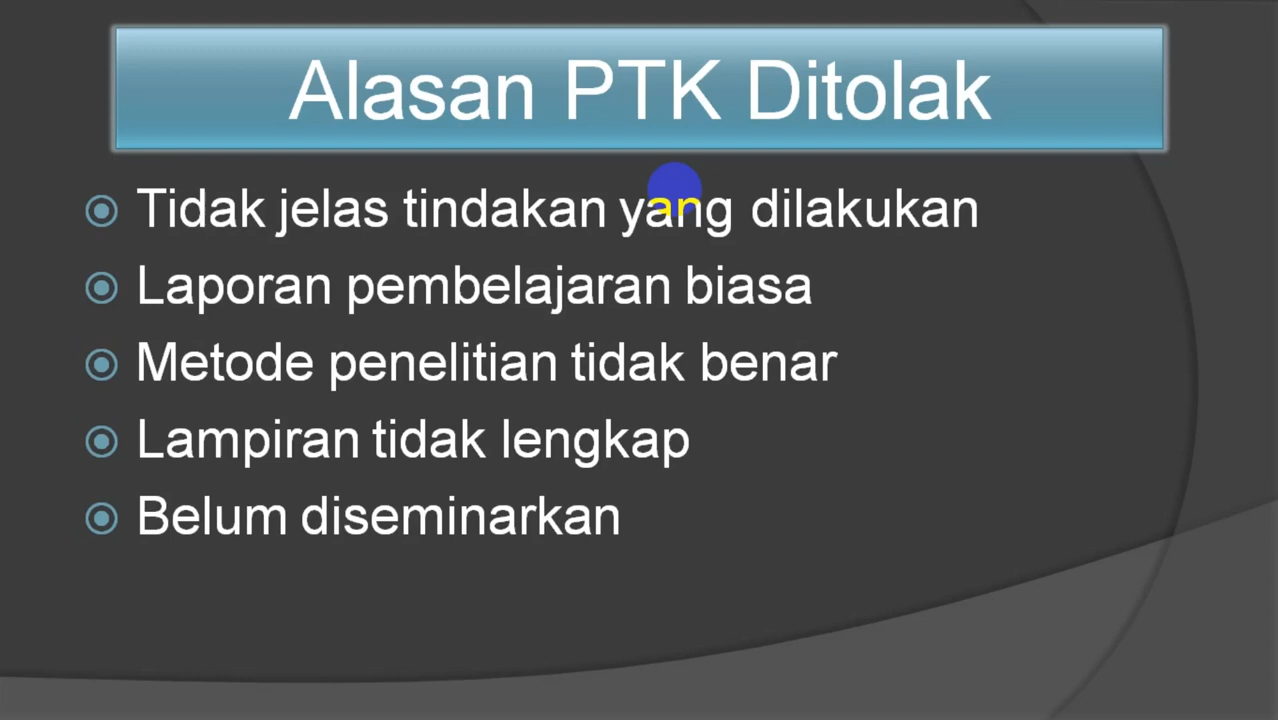 Alasan PTK Ditolak
Tidak jelas tindakan yang dilakukan
Laporan pembelajaran biasa
Metode penelitian tidak benar
Lampiran tidak lengkap
Belum diseminarkan